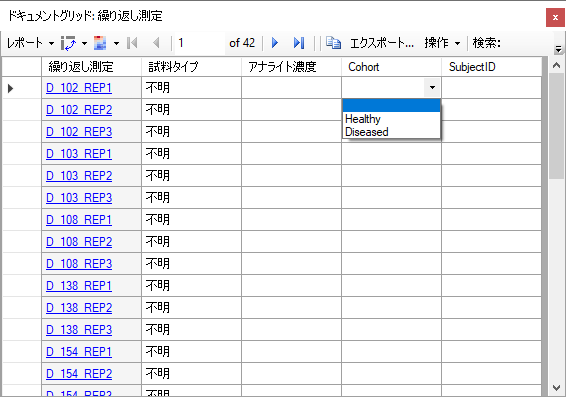 ドキュメントグリッド: 繰り返し測定
レポート 1 of 42 エクスポート... 操作 検索:
繰り返し測定 試料タイプ アナライト濃度 Cohort SubjectID
D_102_REP1 不明
D_102_REP2 不明 Healthy
D_102_REP3 不明 Diseased
D_103_REP1 不明
D_103_REP2 不明
D_103_REP3 不明
D_108_REP1 不明
D_108_REP2 不明
D_108_REP3 不明
D_138_REP1 不明
D_138_REP2 不明
D_138_REP3 不明
D_154_REP1 不明
D_154_REP2 不明
D_154_REP3 不明